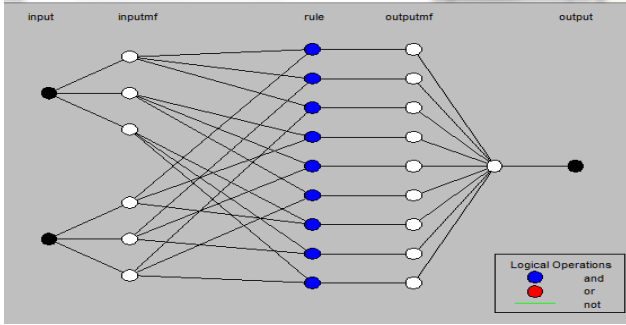 input inputmf rule outputmf output
Logical Operations
and
or
not